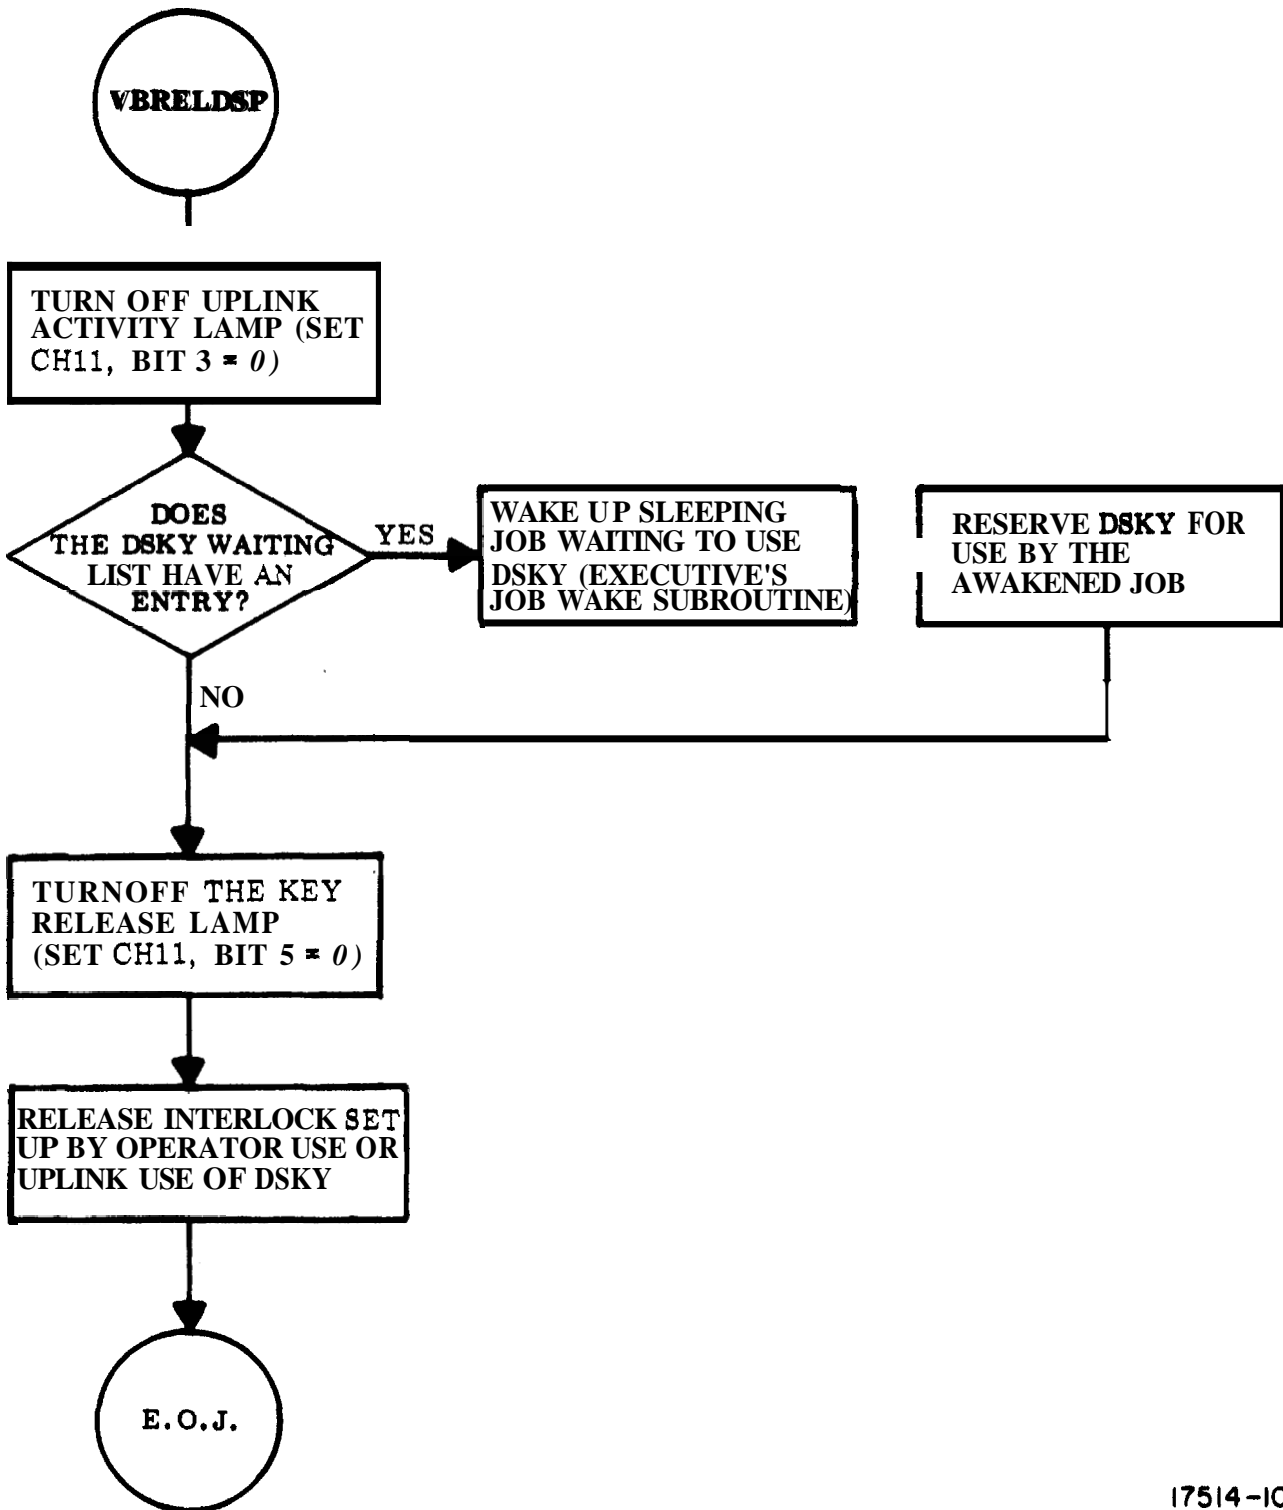 VBRELDSP
TURN OFF UPLINK
ACTIVITY LAMP (SET
CH11, BIT 3 = 0)
DOES
THE DSKY WAITING
LIST HAVE AN
ENTRY?
YES
WAKE UP SLEEPING
JOB WAITING TO USE
DSKY (EXECUTIVE'S
JOB WAKE SUBROUTINE)
RESERVE DSKY FOR
USE BY THE
AWAKENED JOB
NO
TURNOFF THE KEY
RELEASE LAMP
(SET CH11, BIT 5 = 0)
RELEASE INTERLOCK SET
UP BY OPERATOR USE OR
UPLINK USE OF DSKY
E.O.J.
17514-10